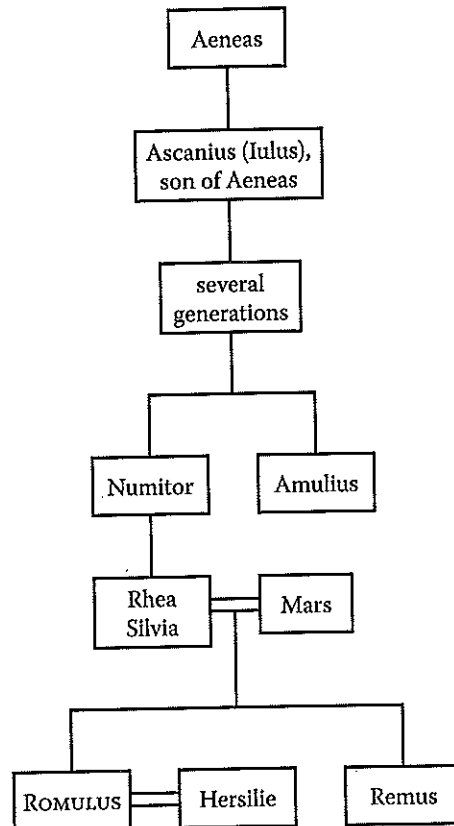 Aeneas
Ascanius (Iulus),
son of Aeneas
several
generations
Numitor
Amulius
Rhea
Silvia
Mars
ROMULUS
Hersilie
Remus